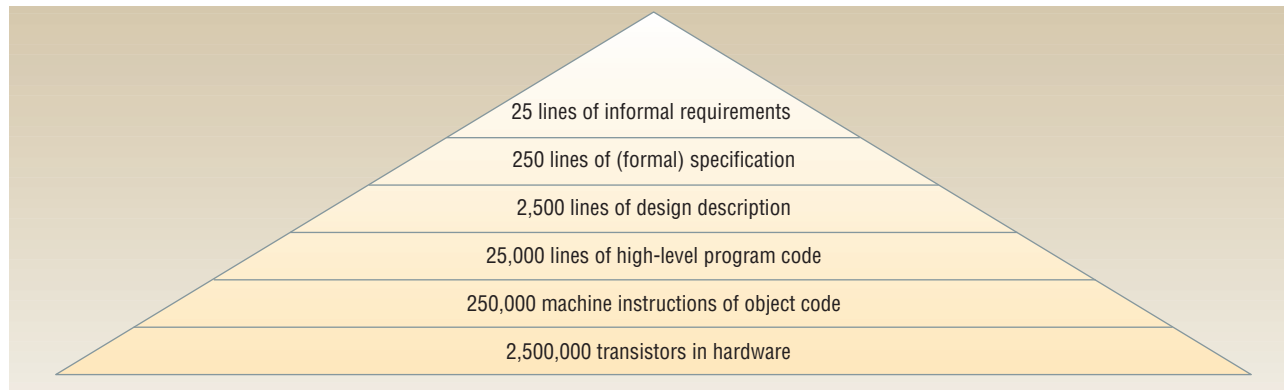 25 lines of informal requirements
250 lines of (formal) specification
2,500 lines of design description
25,000 lines of high-level program code
250,000 machine instructions of object code
2,500,000 transistors in hardware